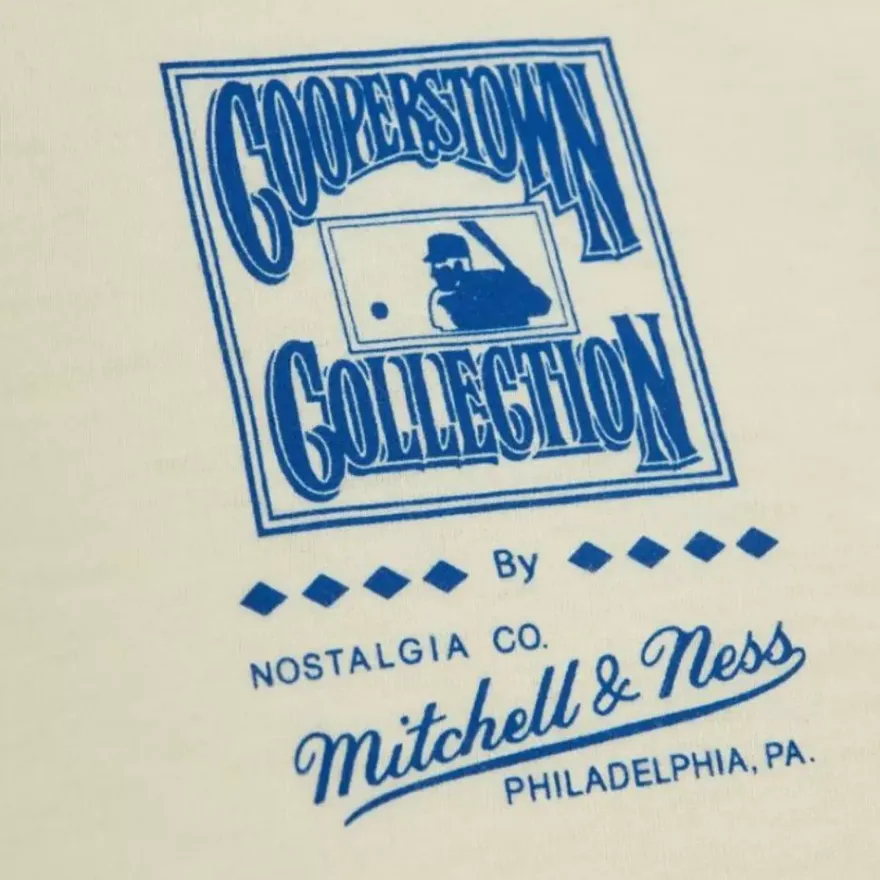 COOPERSTOWN
COLLECTION
By
NOSTALGIA CO.
Mitchell & Ness
PHILADELPHIA, PA.